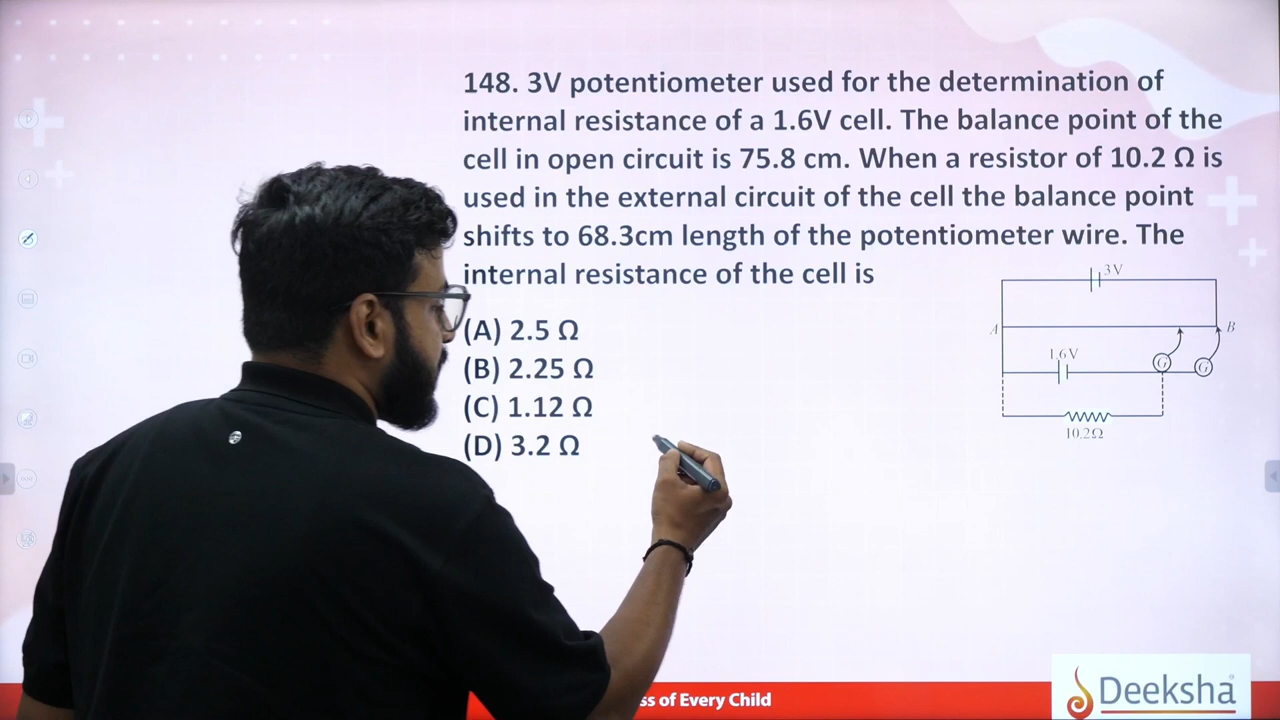 148. 3V potentiometer used for the determination of
internal resistance of a 1.6V cell. The balance point of the
cell in open circuit is 75.8 cm. When a resistor of 10.2 Ω is
used in the external circuit of the cell the balance point
shifts to 68.3cm length of the potentiometer wire. The
internal resistance of the cell is
(A) 2.5 Ω
(B) 2.25 Ω
(C) 1.12 Ω
(D) 3.2 Ω
3V
A
B
1.6V
G
G
10.2Ω
ss of Every Child
Deeksha